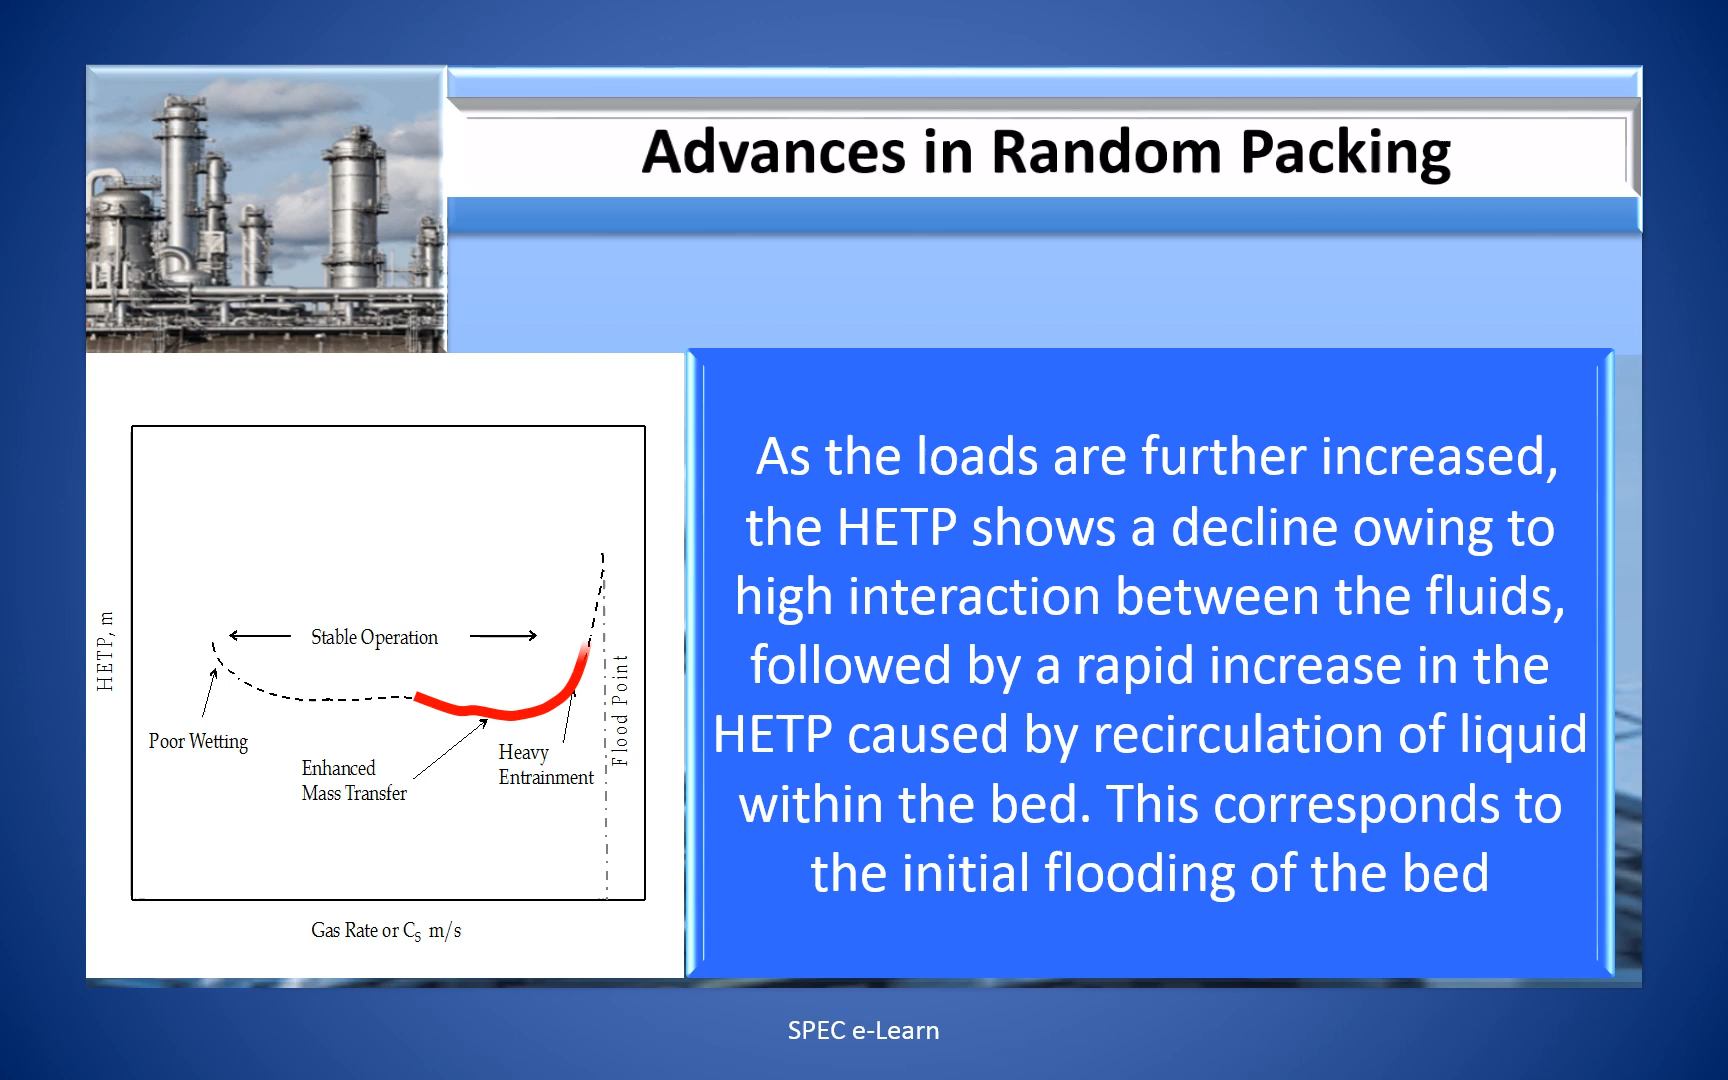 Advances in Random Packing
As the loads are further increased,
the HETP shows a decline owing to
high interaction between the fluids,
followed by a rapid increase in the
HETP caused by recirculation of liquid
within the bed. This corresponds to
the initial flooding of the bed
HETP, m
Stable Operation
Poor Wetting
Enhanced
Mass Transfer
Heavy
Entrainment
Flood Point
Gas Rate or CS m/s
SPEC e-Learn